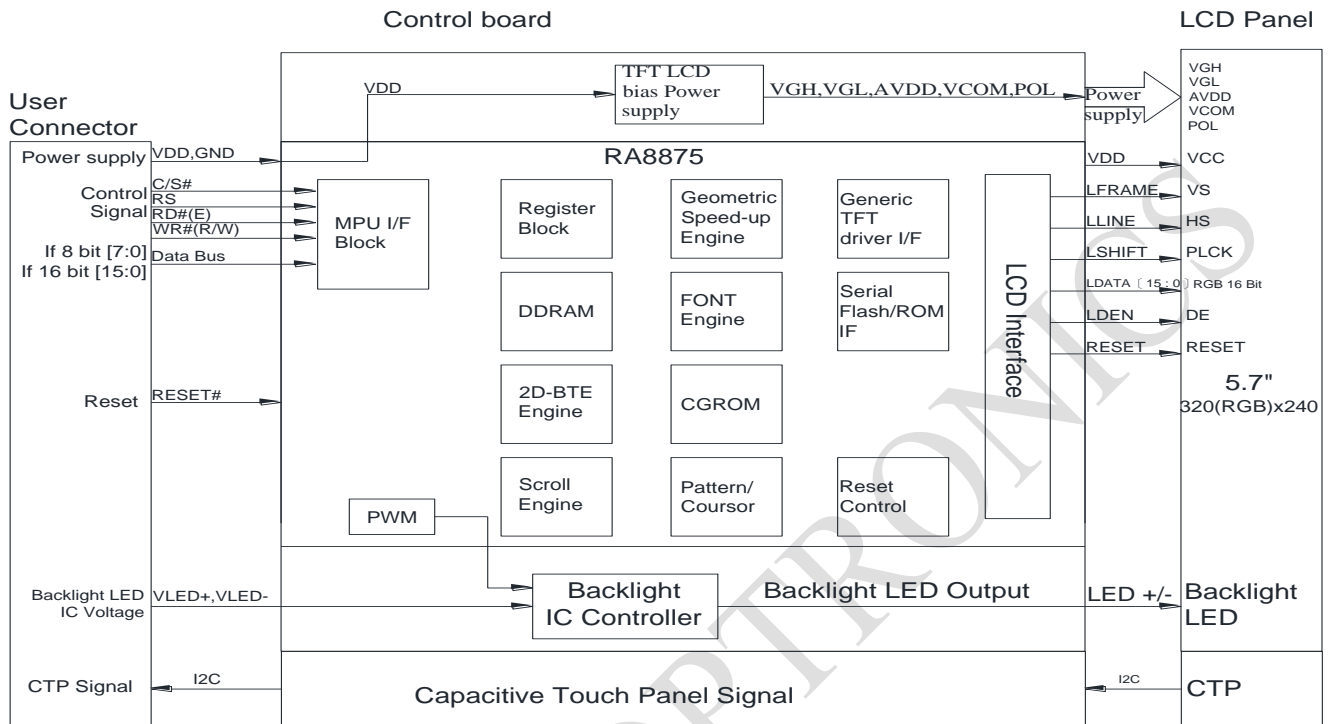 Control board
LCD Panel
User
Connector
Power supply
VDD,GND
Control
Signal
C/S#
RS
RD#(E)
WR#(R/W)
If 8 bit [7:0]
If 16 bit [15:0]
Data Bus
Reset
RESET#
Backlight LED
IC Voltage
VLED+,VLED-
CTP Signal
I2C
VDD
TFT LCD
bias Power
supply
VGH,VGL,AVDD,VCOM,POL
Power
supply
RA8875
MPU I/F
Block
Register
Block
Geometric
Speed-up
Engine
Generic
TFT
driver I/F
DDRAM
FONT
Engine
Serial
Flash/ROM
IF
2D-BTE
Engine
CGROM
Scroll
Engine
Pattern/
Coursor
Reset
Control
PWM
LCD Interface
Backlight
IC Controller
Backlight LED Output
LED +/-
Capacitive Touch Panel Signal
I2C
VGH
VGL
AVDD
VCOM
POL
VDD VCC
LFRAME VS
LLINE HS
LSHIFT PLCK
LDATA〔15:0〕RGB 16 Bit
LDEN DE
RESET RESET
5.7"
320(RGB)x240
Backlight
LED
CTP
OPTRONICS